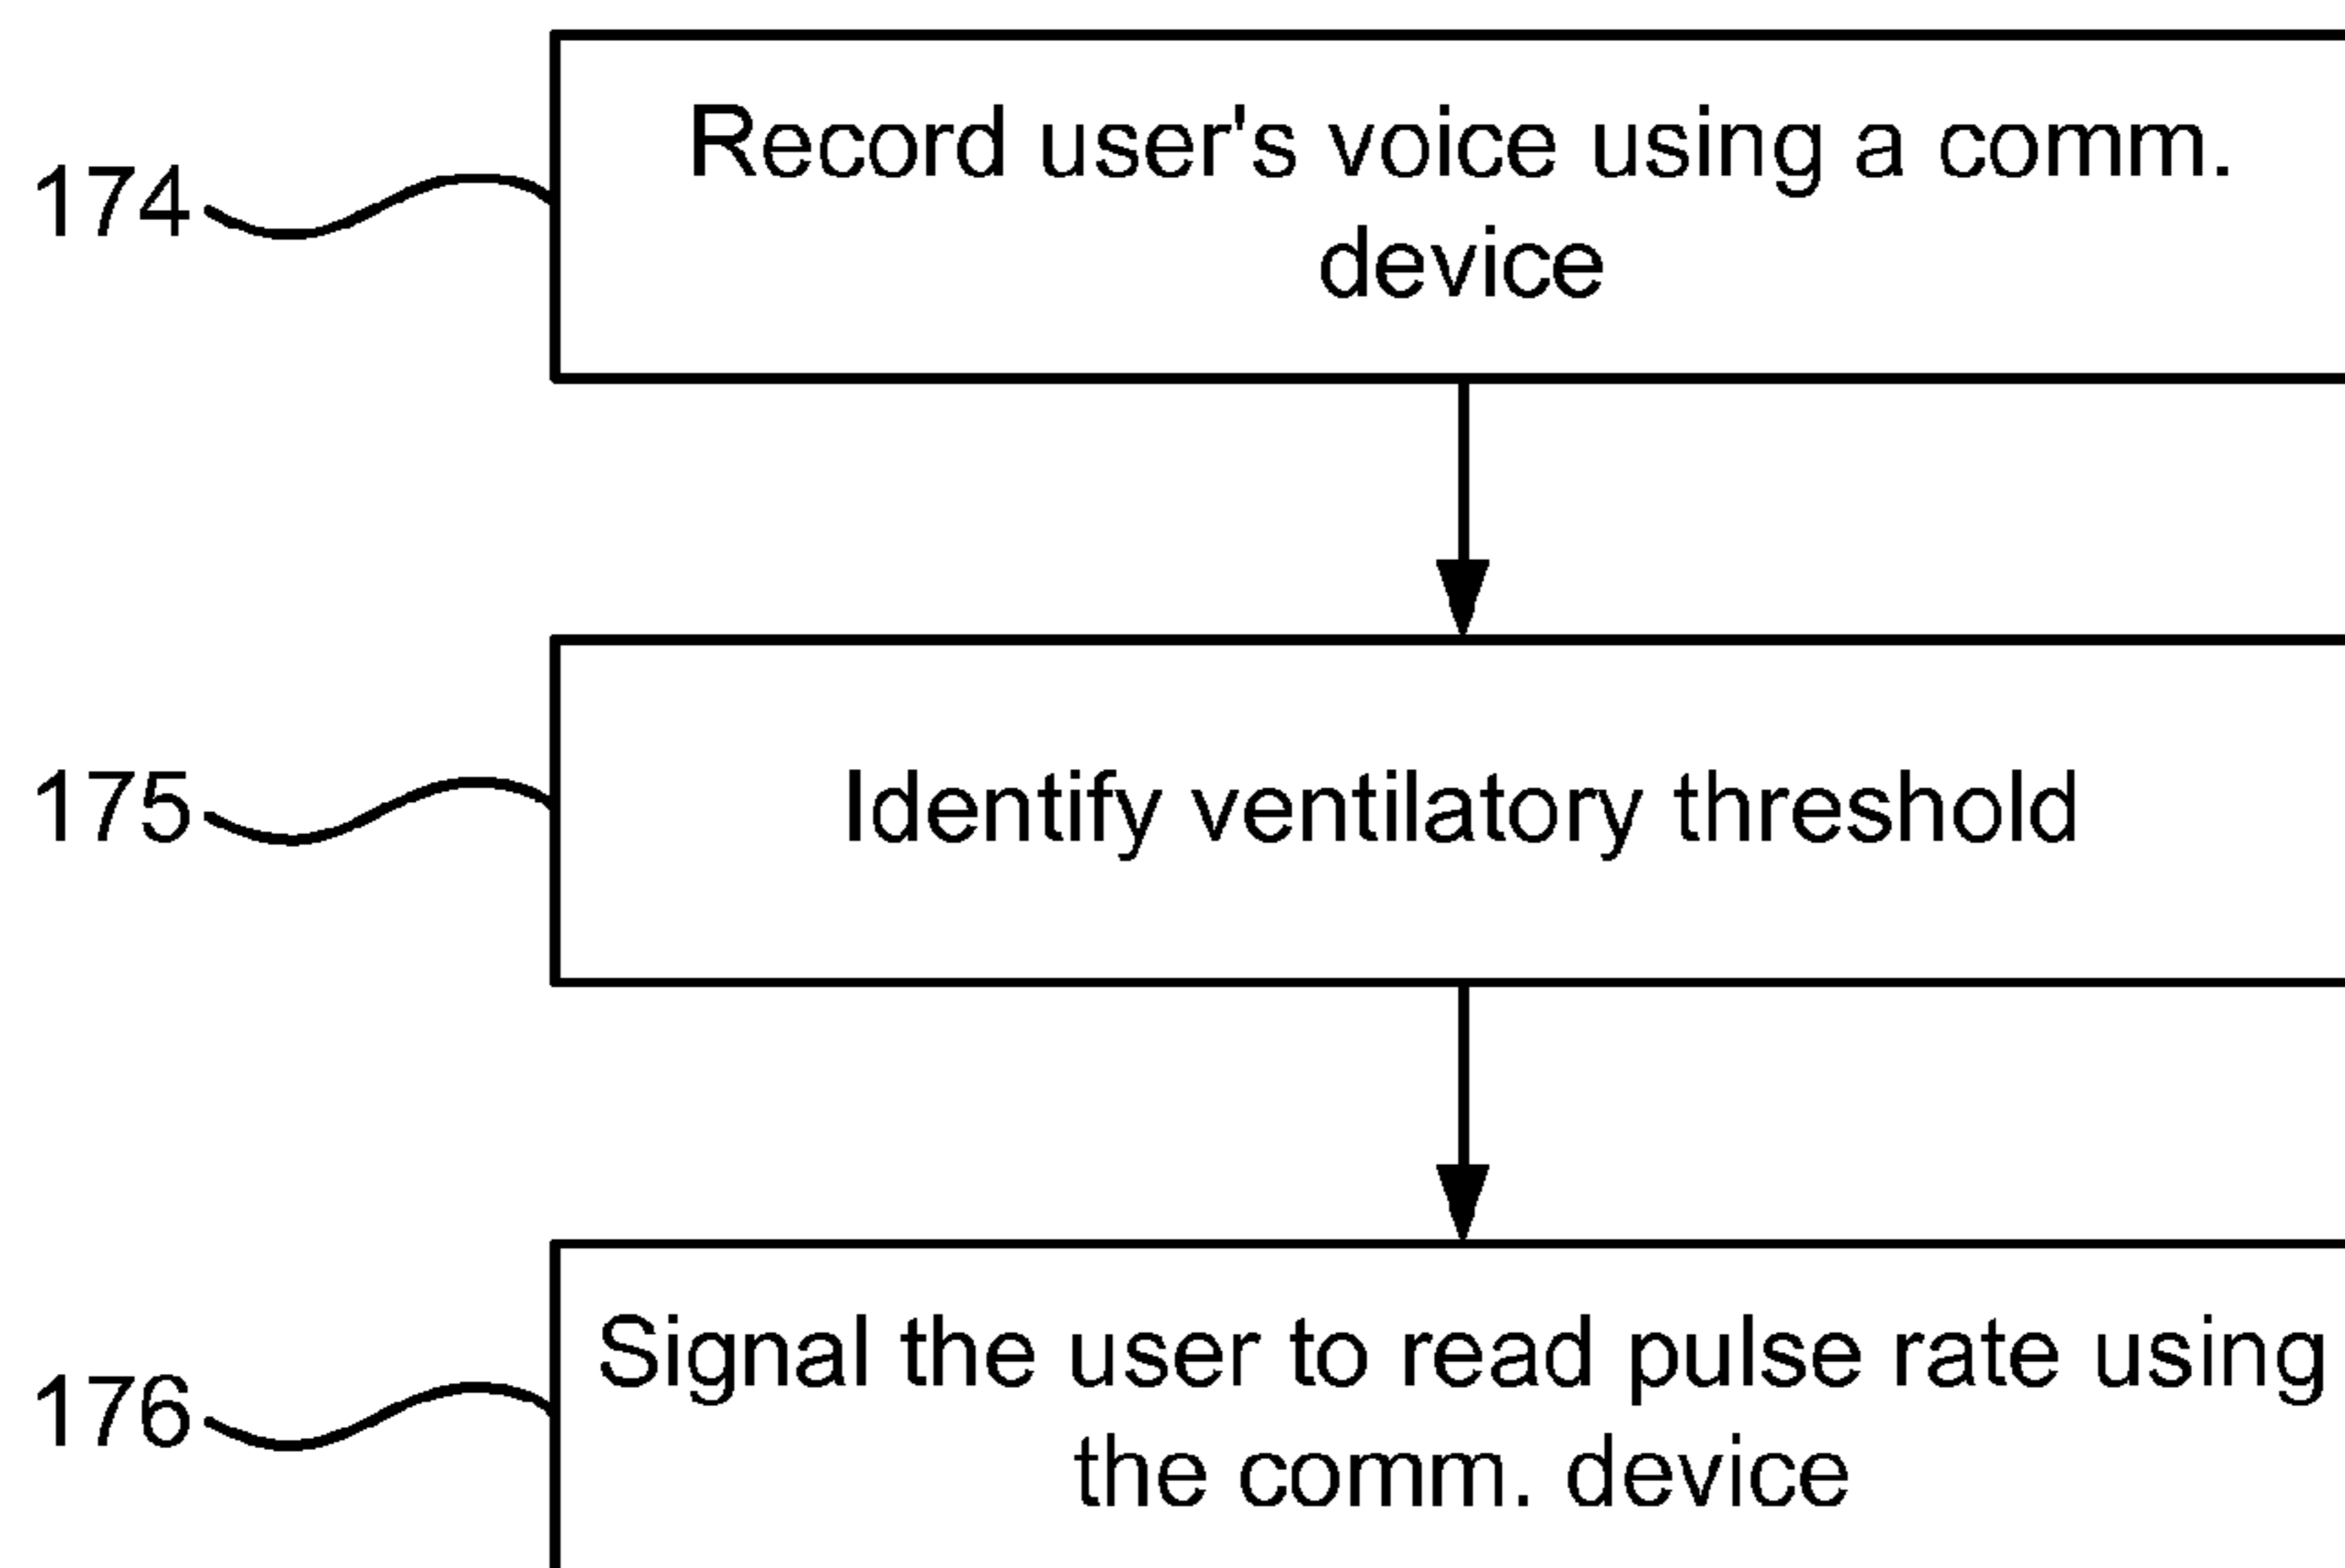 174
Record user's voice using a comm.
device
175
Identify ventilatory threshold
176
Signal the user to read pulse rate using
the comm. device